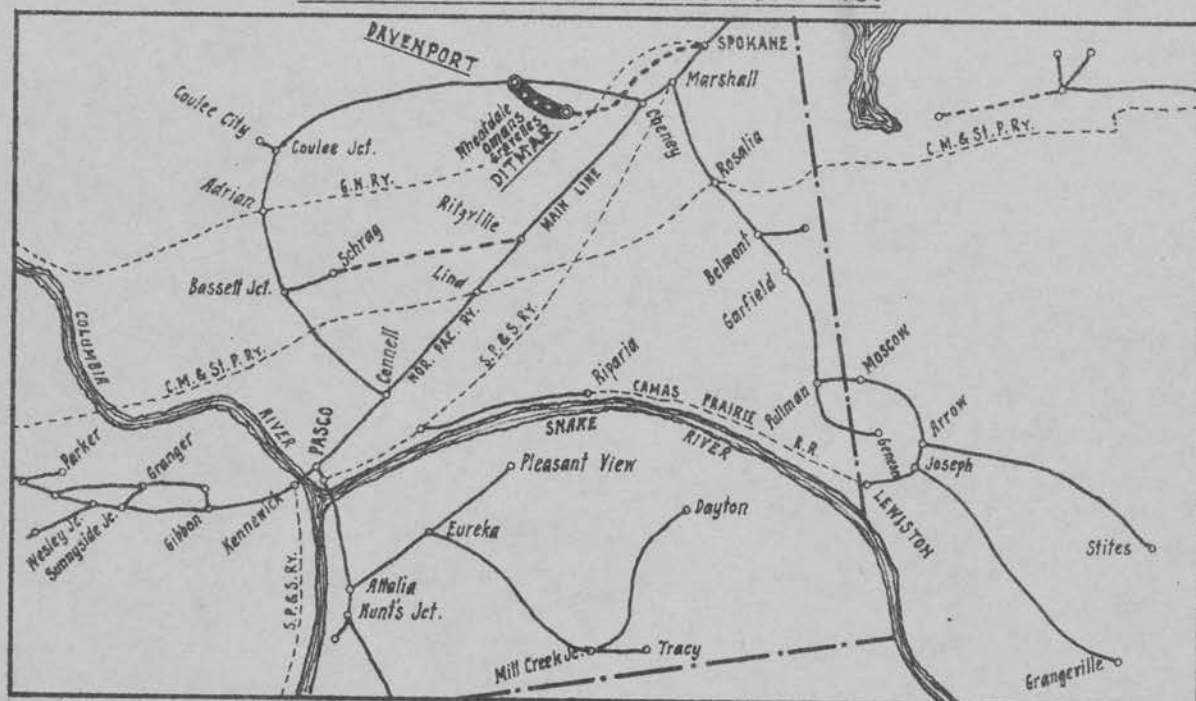 DAVENPORT
SPOKANE
Marshall
Coulee City
Coulee Jct.
Wheatdale
Omans
Gravelles
DITMAR
Cheney
C.M. & St. P. RY.
Adrian
G.N. RY.
Rosalia
Ritzville
MAIN LINE
Schrag
Bassett Jct.
Lind
Belmont
Garfield
COLUMBIA
RIVER
NOR. PAC. RY.
S.P. & S. RY.
C.M. & St. P. RY.
Connell
Riparia
CAMAS PRAIRIE R.R.
Pullman
Moscow
Arrow
PASCO
SNAKE RIVER
Genesee
Joseph
Parker
Granger
Pleasant View
LEWISTON
Wesley Jc.
Sunnyside Jc.
Gibbon
Kennewick
Eureka
Dayton
Stites
S.P. & S. RY.
Attalia
Hunt's Jct.
Mill Creek Jc.
Tracy
Grangeville